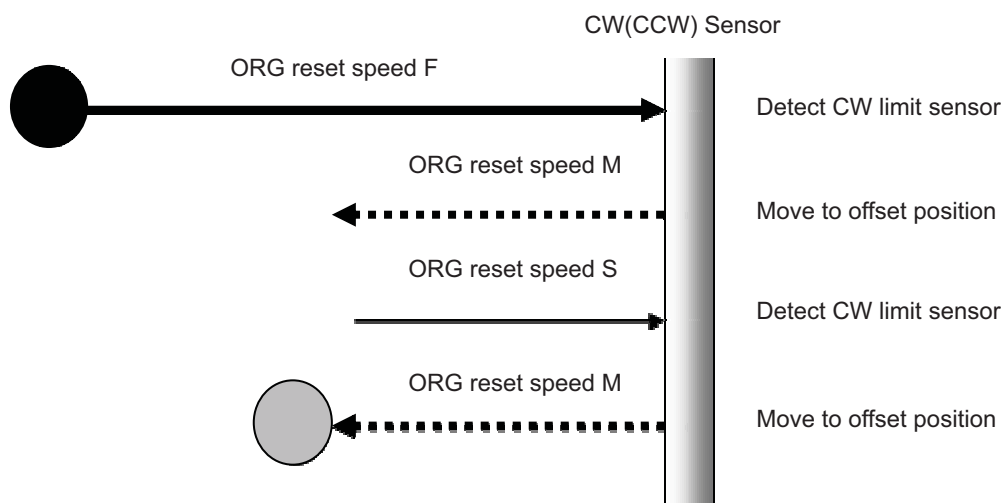 CW(CCW) Sensor
ORG reset speed F
Detect CW limit sensor
ORG reset speed M
Move to offset position
ORG reset speed S
Detect CW limit sensor
ORG reset speed M
Move to offset position